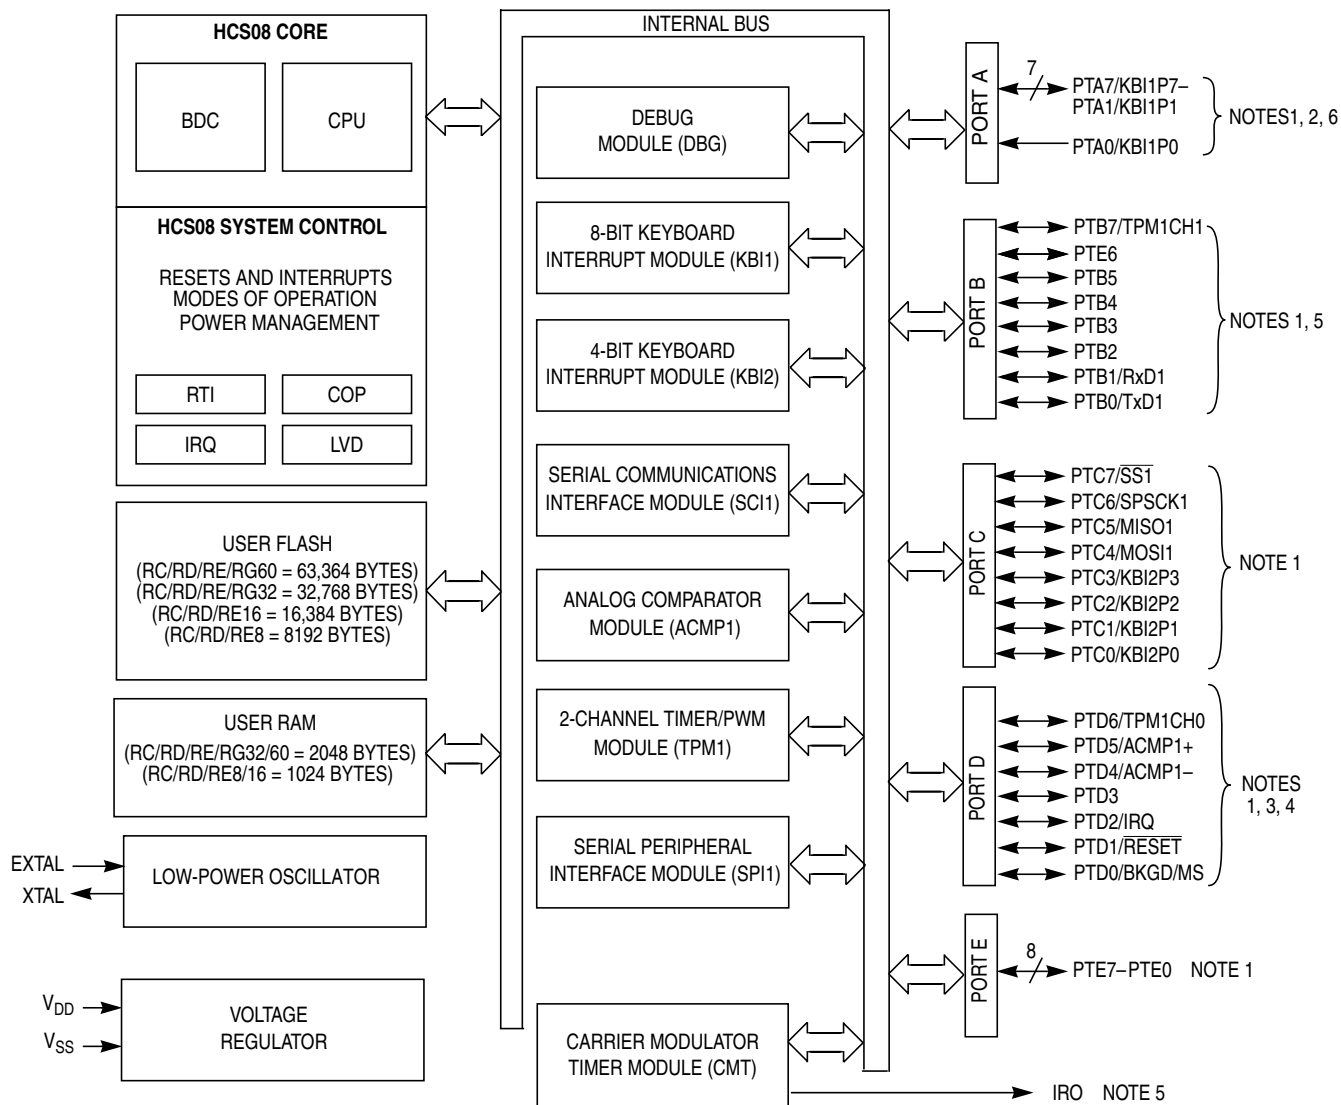 HCS08 CORE
BDC
CPU
HCS08 SYSTEM CONTROL
RESETS AND INTERRUPTS
MODES OF OPERATION
POWER MANAGEMENT
RTI
COP
IRQ
LVD
USER FLASH
(RC/RD/RE/RG60 = 63,364 BYTES)
(RC/RD/RE/RG32 = 32,768 BYTES)
(RC/RD/RE16 = 16,384 BYTES)
(RC/RD/RE8 = 8192 BYTES)
USER RAM
(RC/RD/RE/RG32/60 = 2048 BYTES)
(RC/RD/RE8/16 = 1024 BYTES)
EXTAL
XTAL
LOW-POWER OSCILLATOR
VDD
VSS
VOLTAGE
REGULATOR
INTERNAL BUS
DEBUG
MODULE (DBG)
8-BIT KEYBOARD
INTERRUPT MODULE (KBI1)
4-BIT KEYBOARD
INTERRUPT MODULE (KBI2)
SERIAL COMMUNICATIONS
INTERFACE MODULE (SCI1)
ANALOG COMPARATOR
MODULE (ACMP1)
2-CHANNEL TIMER/PWM
MODULE (TPM1)
SERIAL PERIPHERAL
INTERFACE MODULE (SPI1)
CARRIER MODULATOR
TIMER MODULE (CMT)
PORT A
7
PTA7/KBI1P7–
PTA1/KBI1P1
PTA0/KBI1P0
NOTES1, 2, 6
PORT B
PTB7/TPM1CH1
PTE6
PTB5
PTB4
PTB3
PTB2
PTB1/RxD1
PTB0/TxD1
NOTES 1, 5
PORT C
PTC7/SS1
PTC6/SPSCK1
PTC5/MISO1
PTC4/MOSI1
PTC3/KBI2P3
PTC2/KBI2P2
PTC1/KBI2P1
PTC0/KBI2P0
NOTE 1
PORT D
PTD6/TPM1CH0
PTD5/ACMP1+
PTD4/ACMP1–
PTD3
PTD2/IRQ
PTD1/RESET
PTD0/BKGD/MS
NOTES
1, 3, 4
PORT E
8
PTE7–PTE0 NOTE 1
IRO NOTE 5